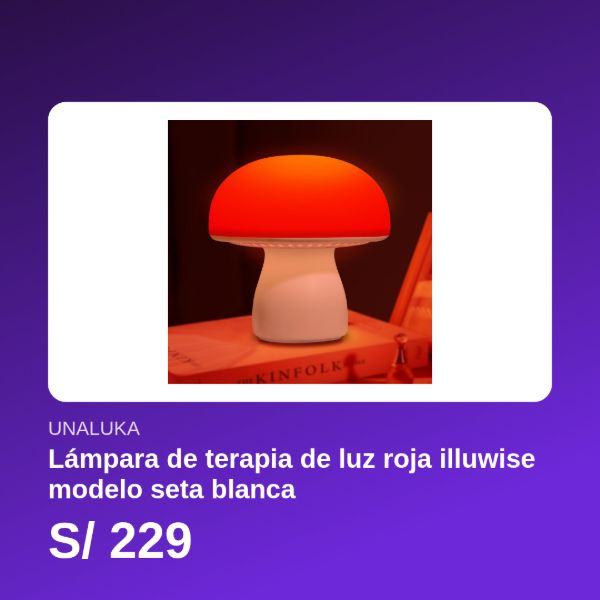 KINFOLK
UNALUKA
Lámpara de terapia de luz roja illuwise
modelo seta blanca
S/ 229